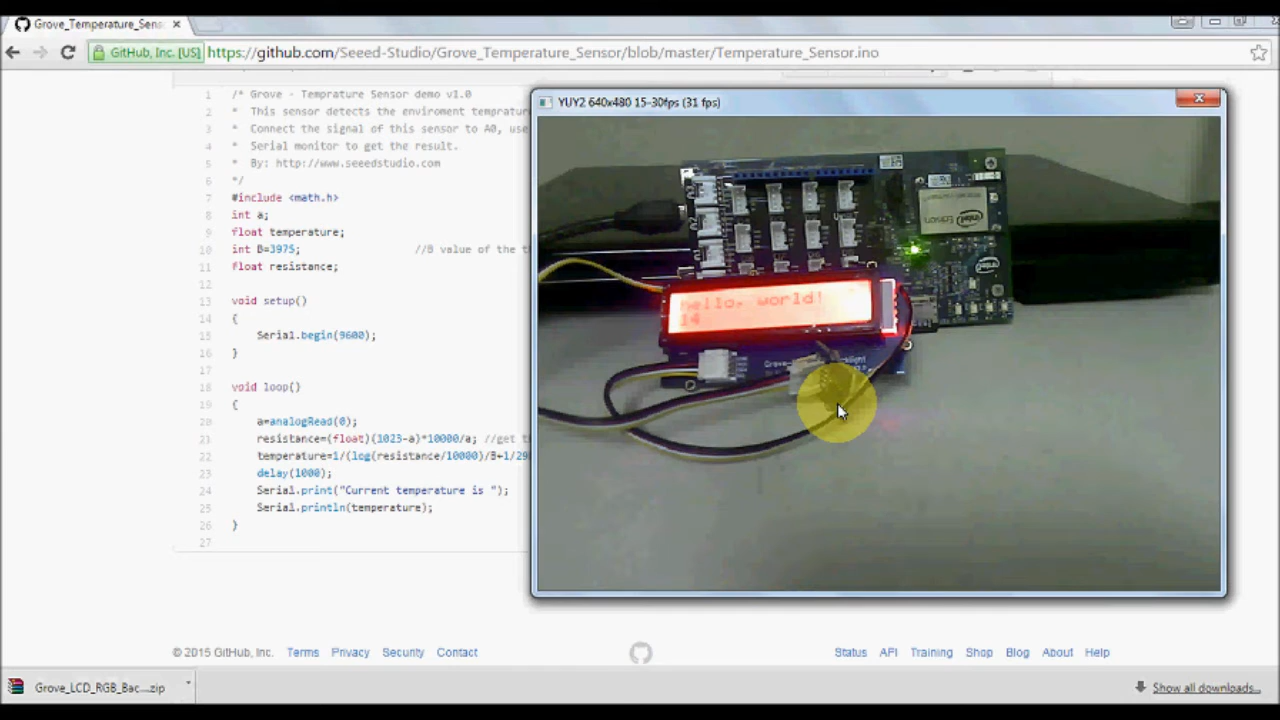 Grove_Temperature_Sens
GitHub, Inc. [US]
https://github.com/Seeed-Studio/Grove_Temperature_Sensor/blob/master/Temperature_Sensor.ino
1 /* Grove - Temprature Sensor demo v1.0
2 * This sensor detects the enviroment tempratur
3 * Connect the signal of this sensor to A0, use
4 * Serial monitor to get the result.
5 * By: http://www.seeedstudio.com
6 */
7 #include <math.h>
8 int a;
9 float temperature;
10 int B=3975; //B value of the t
11 float resistance;
12
13 void setup()
14 {
15 Serial.begin(9600);
16 }
17
18 void loop()
19 {
20 a=analogRead(0);
21 resistance=(float)(1023-a)*10000/a; //get t
22 temperature=1/(log(resistance/10000)/B+1/29
23 delay(1000);
24 Serial.print("Current temperature is ");
25 Serial.println(temperature);
26 }
27
YUY2 640x480 15-30fps (31 fps)
intel
Edison
intel
hello, world!
14
© 2015 GitHub, Inc. Terms Privacy Security Contact
Status API Training Shop Blog About Help
Grove_LCD_RGB_Bac....zip
Show all downloads...